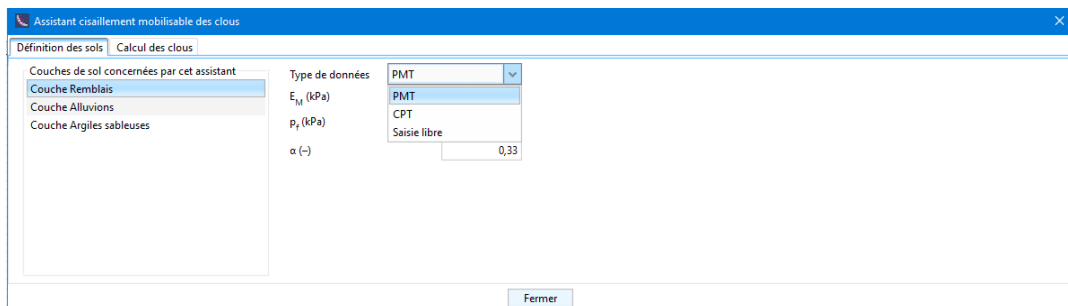 Assistant cisaillement mobilisable des clous
Définition des sols Calcul des clous
Couches de sol concernées par cet assistant
Couche Remblais
Couche Alluvions
Couche Argiles sableuses
Type de données PMT
PMT
CPT
Saisie libre
E_M (kPa)
p_f (kPa)
α (–) 0,33
Fermer